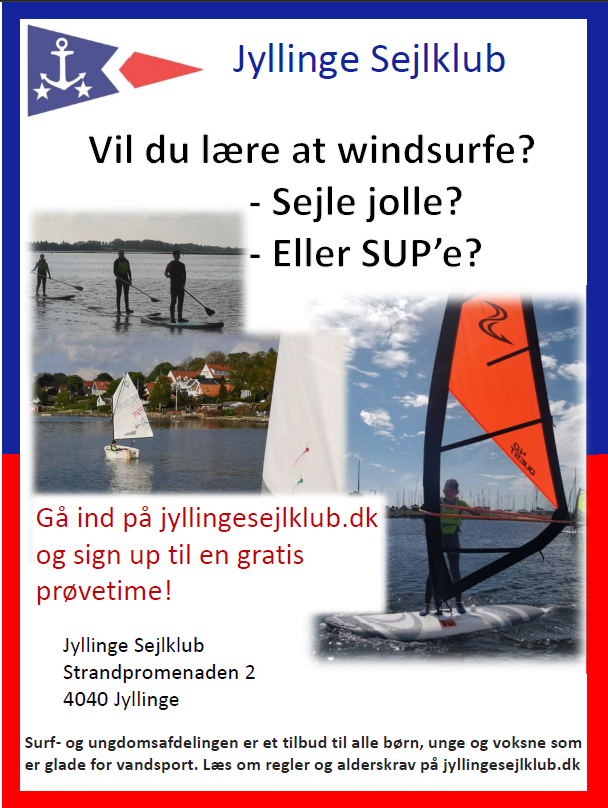 Jyllinge Sejlklub
Vil du lære at windsurfe?
- Sejle jolle?
- Eller SUP’e?
Gå ind på jyllingesejlklub.dk
og sign up til en gratis
prøvetime!
Jyllinge Sejlklub
Strandpromenaden 2
4040 Jyllinge
Surf- og ungdomsafdelingen er et tilbud til alle børn, unge og voksne som
er glade for vandsport. Læs om regler og alderskrav på jyllingesejlklub.dk